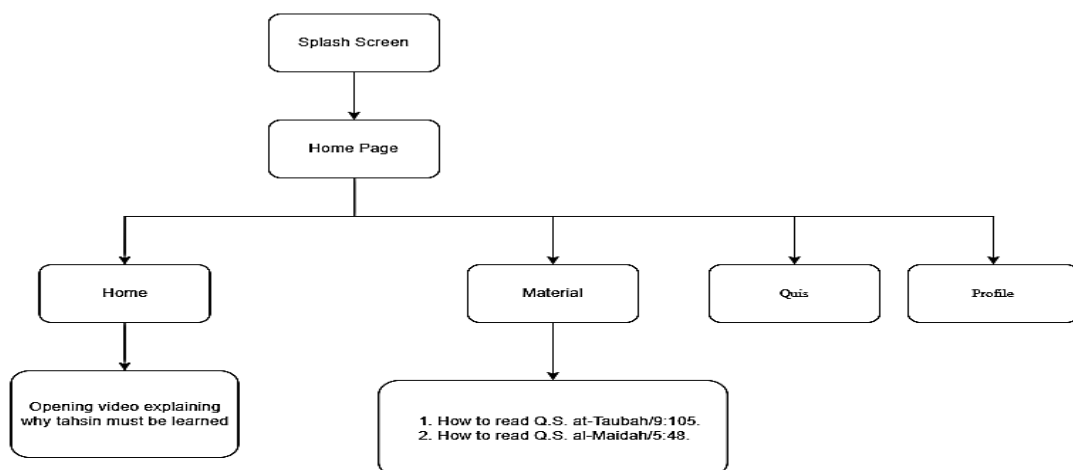 Splash Screen
Home Page
Home
Material
Quis
Profile
Opening video explaining
why tahsin must be learned
1. How to read Q.S. at-Taubah/9:105.
2. How to read Q.S. al-Maidah/5:48.